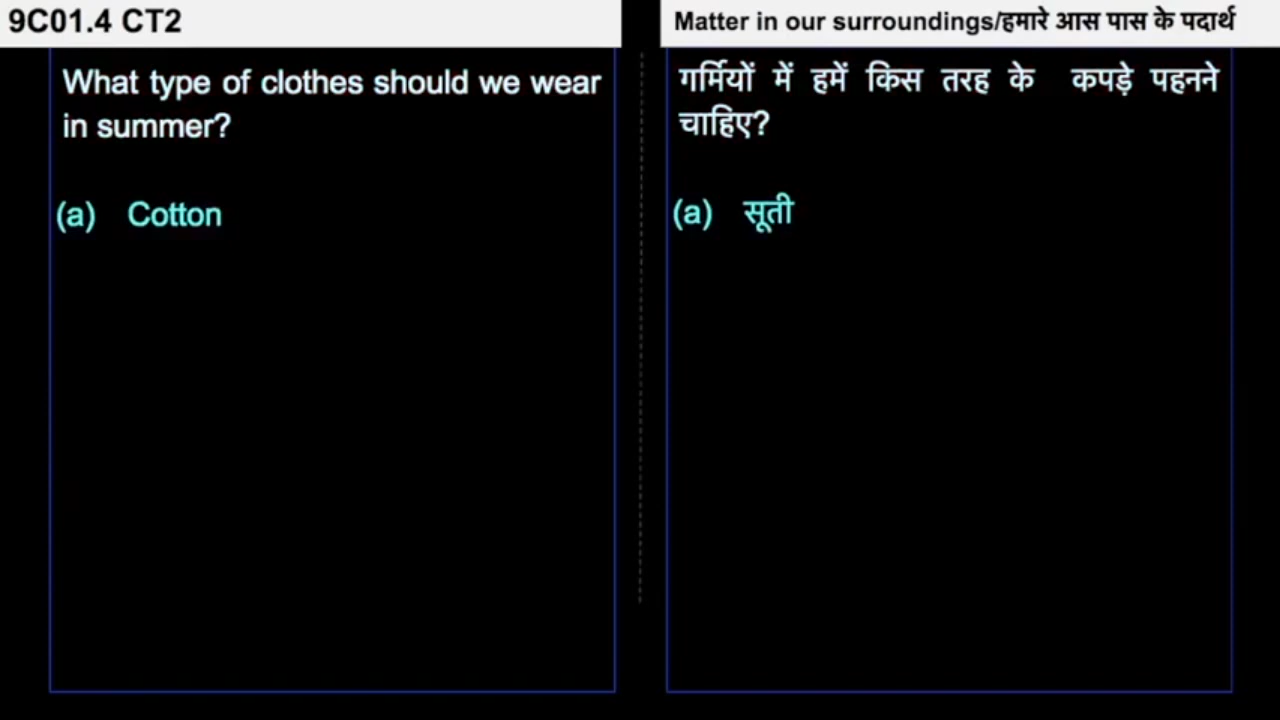 9C01.4 CT2
Matter in our surroundings/हमारे आस पास के पदार्थ
What type of clothes should we wear
in summer?
(a) Cotton
गर्मियों में हमें किस तरह के कपड़े पहनने
चाहिए?
(a) सूती